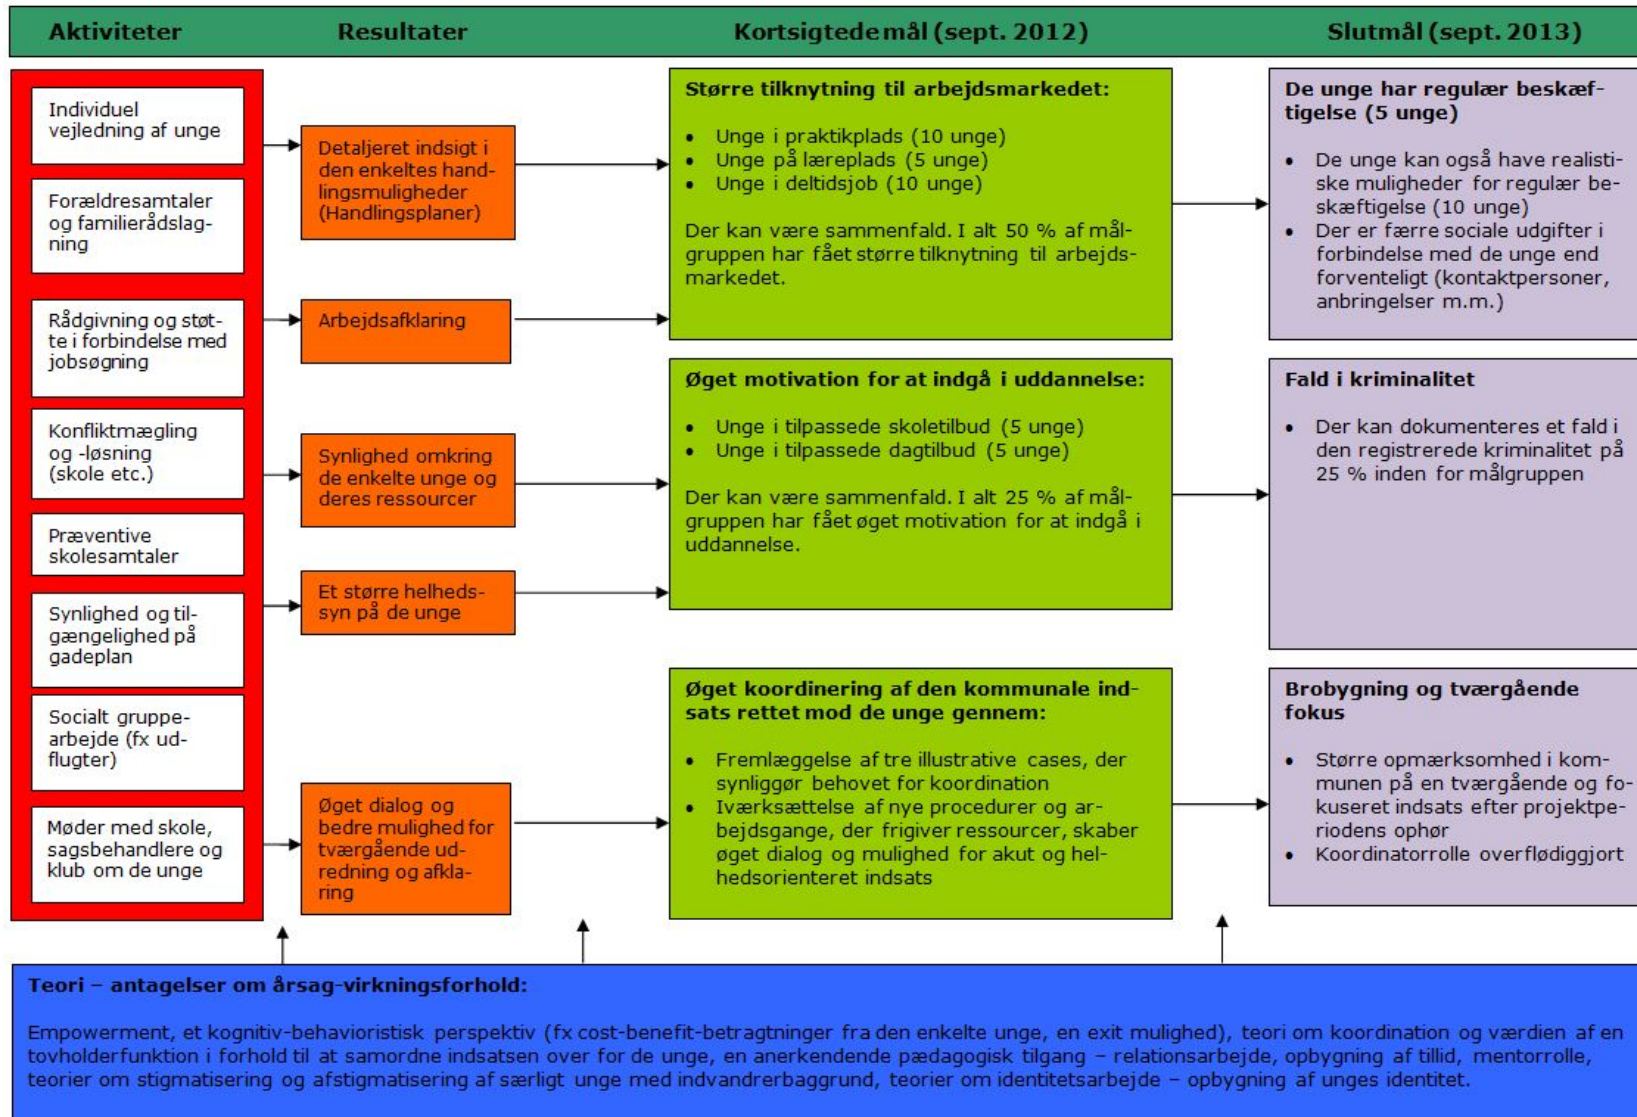 Aktiviteter
Resultater
Kortsigtede mål (sept. 2012)
Slutmål (sept. 2013)
Individuel
vejledning af unge
Forældresamtaler
og familierådslag-
ning
Rådgivning og støt-
te i forbindelse med
jobsøgning
Konfliktmægling
og -løsning
(skole etc.)
Præventive
skolesamtaler
Synlighed og til-
gængelighed på
gadeplan
Socialt gruppe-
arbejde (fx ud-
flugter)
Møder med skole,
sagsbehandlere og
klub om de unge
Detaljeret indsigt i
den enkeltes hand-
lingsmuligheder
(Handlingsplaner)
Arbejdsafklaring
Synlighed omkring
de enkelte unge og
deres ressourcer
Et større helheds-
syn på de unge
Øget dialog og
bedre mulighed for
tværgående ud-
redning og afkla-
ring
Større tilknytning til arbejdsmarkedet:
• Unge i praktikplads (10 unge)
• Unge på læreplads (5 unge)
• Unge i deltidsjob (10 unge)
Der kan være sammenfald. I alt 50 % af mål-
gruppen har fået større tilknytning til arbejds-
markedet.
Øget motivation for at indgå i uddannelse:
• Unge i tilpassede skoletilbud (5 unge)
• Unge i tilpassede dagtilbud (5 unge)
Der kan være sammenfald. I alt 25 % af mål-
gruppen har fået øget motivation for at indgå i
uddannelse.
Øget koordinering af den kommunale ind-
sats rettet mod de unge gennem:
• Fremlæggelse af tre illustrative cases, der
synliggør behovet for koordination
• Iværksættelse af nye procedurer og ar-
bejdsgange, der frigiver ressourcer, skaber
øget dialog og mulighed for akut og hel-
hedsorienteret indsats
De unge har regulær beskæf-
tigelse (5 unge)
• De unge kan også have realisti-
ske muligheder for regulær be-
skæftigelse (10 unge)
• Der er færre sociale udgifter i
forbindelse med de unge end
forventeligt (kontaktpersoner,
anbringelser m.m.)
Fald i kriminalitet
• Der kan dokumenteres et fald i
den registrerede kriminalitet på
25 % inden for målgruppen
Brobygning og tværgående
fokus
• Større opmærksomhed i kom-
munen på en tværgående og fo-
kuseret indsats efter projektpe-
riodens ophør
• Koordinatorrolle overflødiggjort
Teori – antagelser om årsag-virkningsforhold:
Empowerment, et kognitiv-behavioristisk perspektiv (fx cost-benefit-betragtninger fra den enkelte unge, en exit mulighed), teori om koordination og værdien af en
tovholderfunktion i forhold til at samordne indsatsen over for de unge, en anerkendende pædagogisk tilgang – relationsarbejde, opbygning af tillid, mentorrolle,
teorier om stigmatisering og afstigmatisering af særligt unge med indvandrerbaggrund, teorier om identitetsarbejde – opbygning af unges identitet.